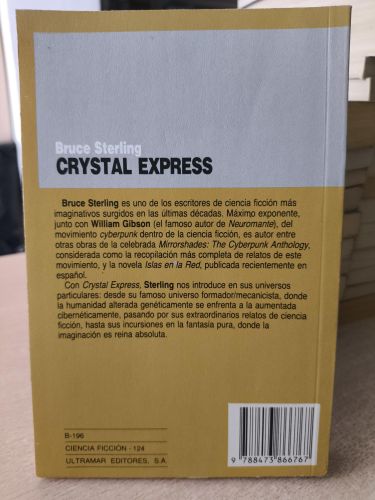 Bruce Sterling
CRYSTAL EXPRESS
Bruce Sterling es uno de los escritores de ciencia ficción más
imaginativos surgidos en las últimas décadas. Máximo exponente,
junto con William Gibson (el famoso autor de Neuromante), del
movimiento cyberpunk dentro de la ciencia ficción, es autor entre
otras obras de la celebrada Mirrorshades: The Cyberpunk Anthology,
considerada como la recopilación más completa de relatos de este
movimiento, y la novela Islas en la Red, publicada recientemente en
español.
Con Crystal Express, Sterling nos introduce en sus universos
particulares: desde su famoso universo formador/mecanicista, donde
la humanidad alterada genéticamente se enfrenta a la aumentada
cibernéticamente, pasando por sus extraordinarios relatos de ciencia
ficción, hasta sus incursiones en la fantasía pura, donde la
imaginación es reina absoluta.
B-196
CIENCIA FICCIÓN - 124
ULTRAMAR EDITORES, S.A.
9 788473 866767